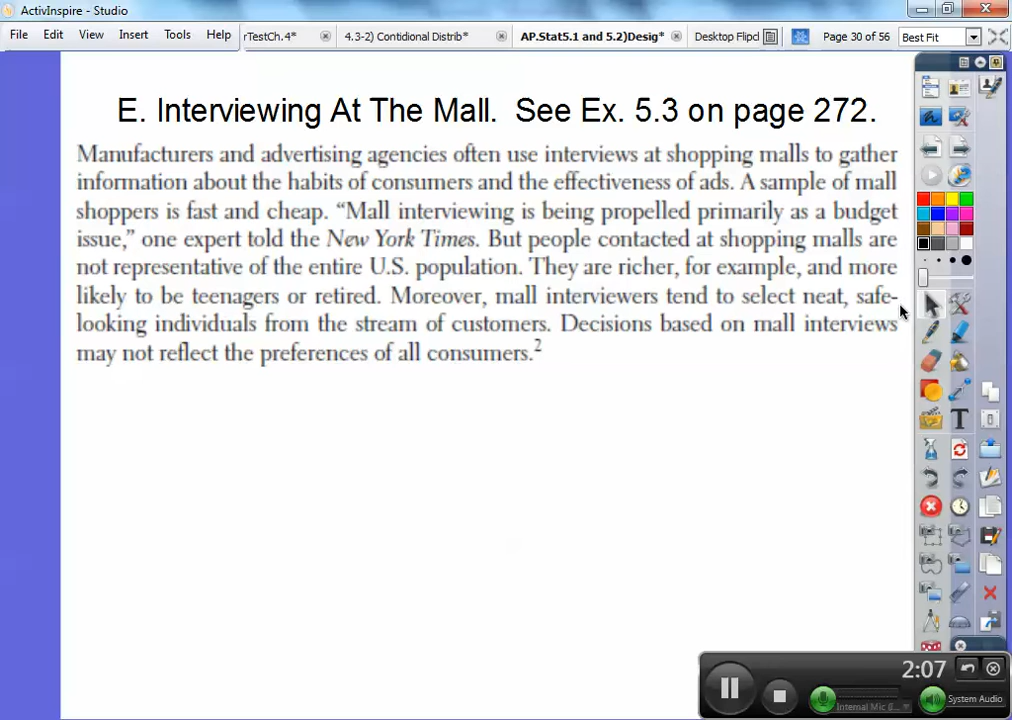 ActivInspire - Studio
File Edit View Insert Tools Help rTestCh.4* 4.3-2) Contidional Distrib* AP.Stat5.1 and 5.2)Desig* Desktop Flipcl Page 30 of 56 Best Fit
E. Interviewing At The Mall. See Ex. 5.3 on page 272.
Manufacturers and advertising agencies often use interviews at shopping malls to gather
information about the habits of consumers and the effectiveness of ads. A sample of mall
shoppers is fast and cheap. “Mall interviewing is being propelled primarily as a budget
issue,” one expert told the New York Times. But people contacted at shopping malls are
not representative of the entire U.S. population. They are richer, for example, and more
likely to be teenagers or retired. Moreover, mall interviewers tend to select neat, safe-
looking individuals from the stream of customers. Decisions based on mall interviews
may not reflect the preferences of all consumers.2
T
2:07
Internal Mic (I... System Audio